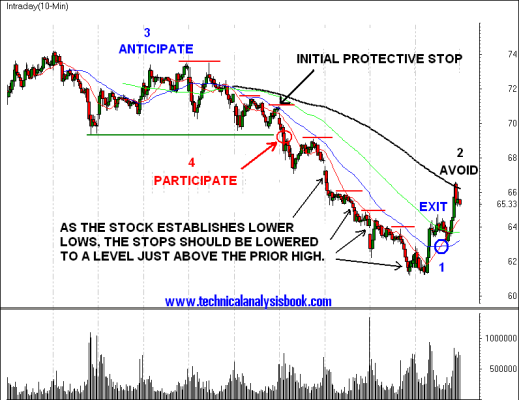 Intraday(10-Min)
3
ANTICIPATE
INITIAL PROTECTIVE STOP
4
PARTICIPATE
2
AVOID
EXIT
1
AS THE STOCK ESTABLISHES LOWER
LOWS, THE STOPS SHOULD BE LOWERED
TO A LEVEL JUST ABOVE THE PRIOR HIGH.
www.technicalanalysisbook.com
74
72
70
68
66
65.33
64
62
60
1000000
500000